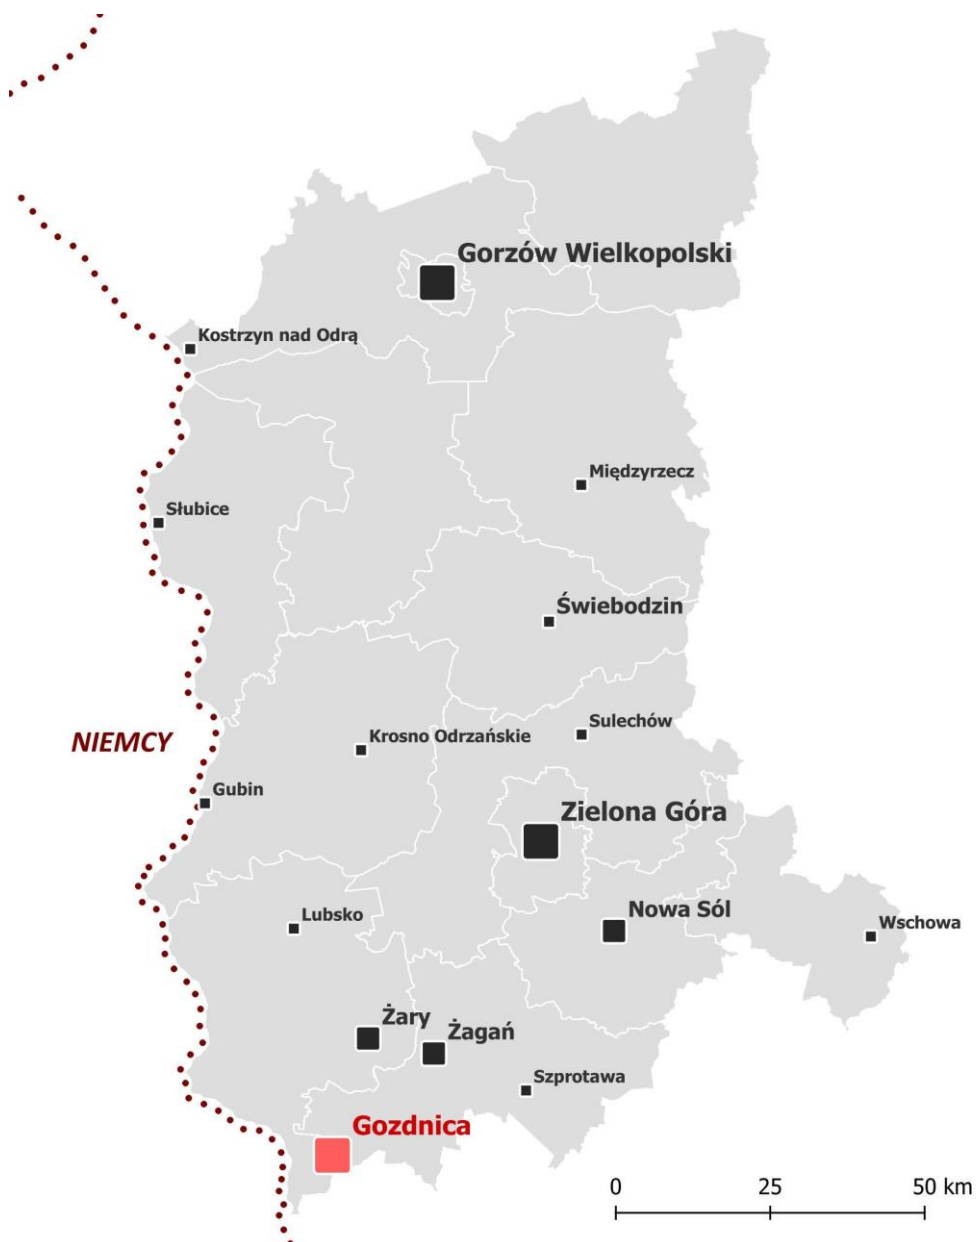 Gorzów Wielkopolski
Kostrzyn nad Odrą
Międzyrzecz
Słubice
Świebodzin
Sulechów
NIEMCY
Krosno Odrzańskie
Gubin
Zielona Góra
Nowa Sól
Lubsko
Wschowa
Żary
Żagań
Szprotawa
Gozdnica
0 25 50 km